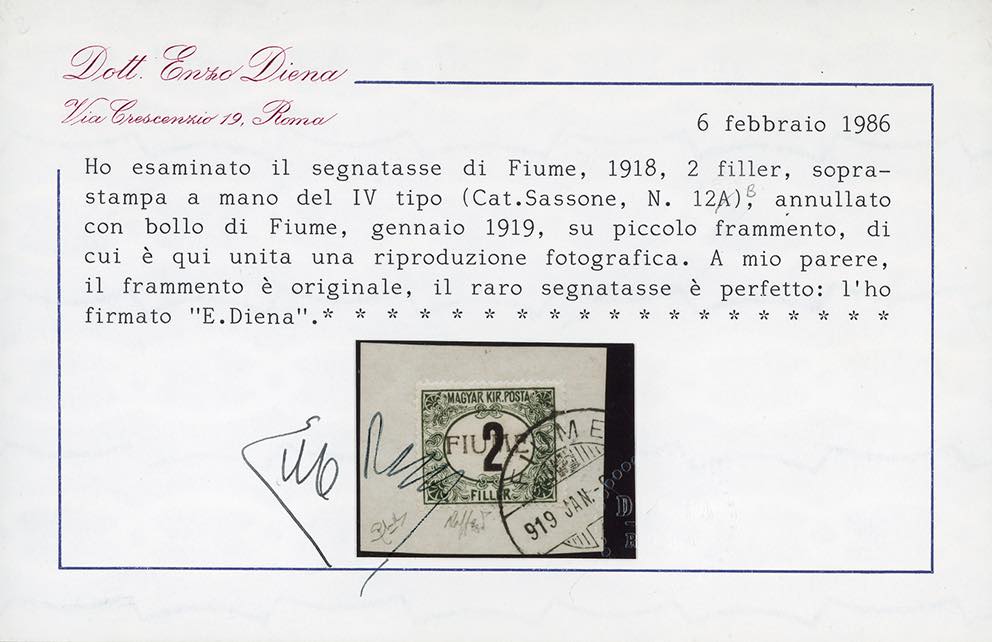 Dott. Enzo Diena
Via Crescenzio 19, Roma
6 febbraio 1986
Ho esaminato il segnatasse di Fiume, 1918, 2 filler, sopra-
stampa a mano del IV tipo (Cat.Sassone, N. 12A)B, annullato
con bollo di Fiume, gennaio 1919, su piccolo frammento, di
cui è qui unita una riproduzione fotografica. A mio parere,
il frammento è originale, il raro segnatasse è perfetto: l'ho
firmato "E.Diena".* * * * * * * * * * * * * * * * * * *
MAGYAR KIR. POSTA
FIUME
2
FILLER
FIUME
919 JAN.-